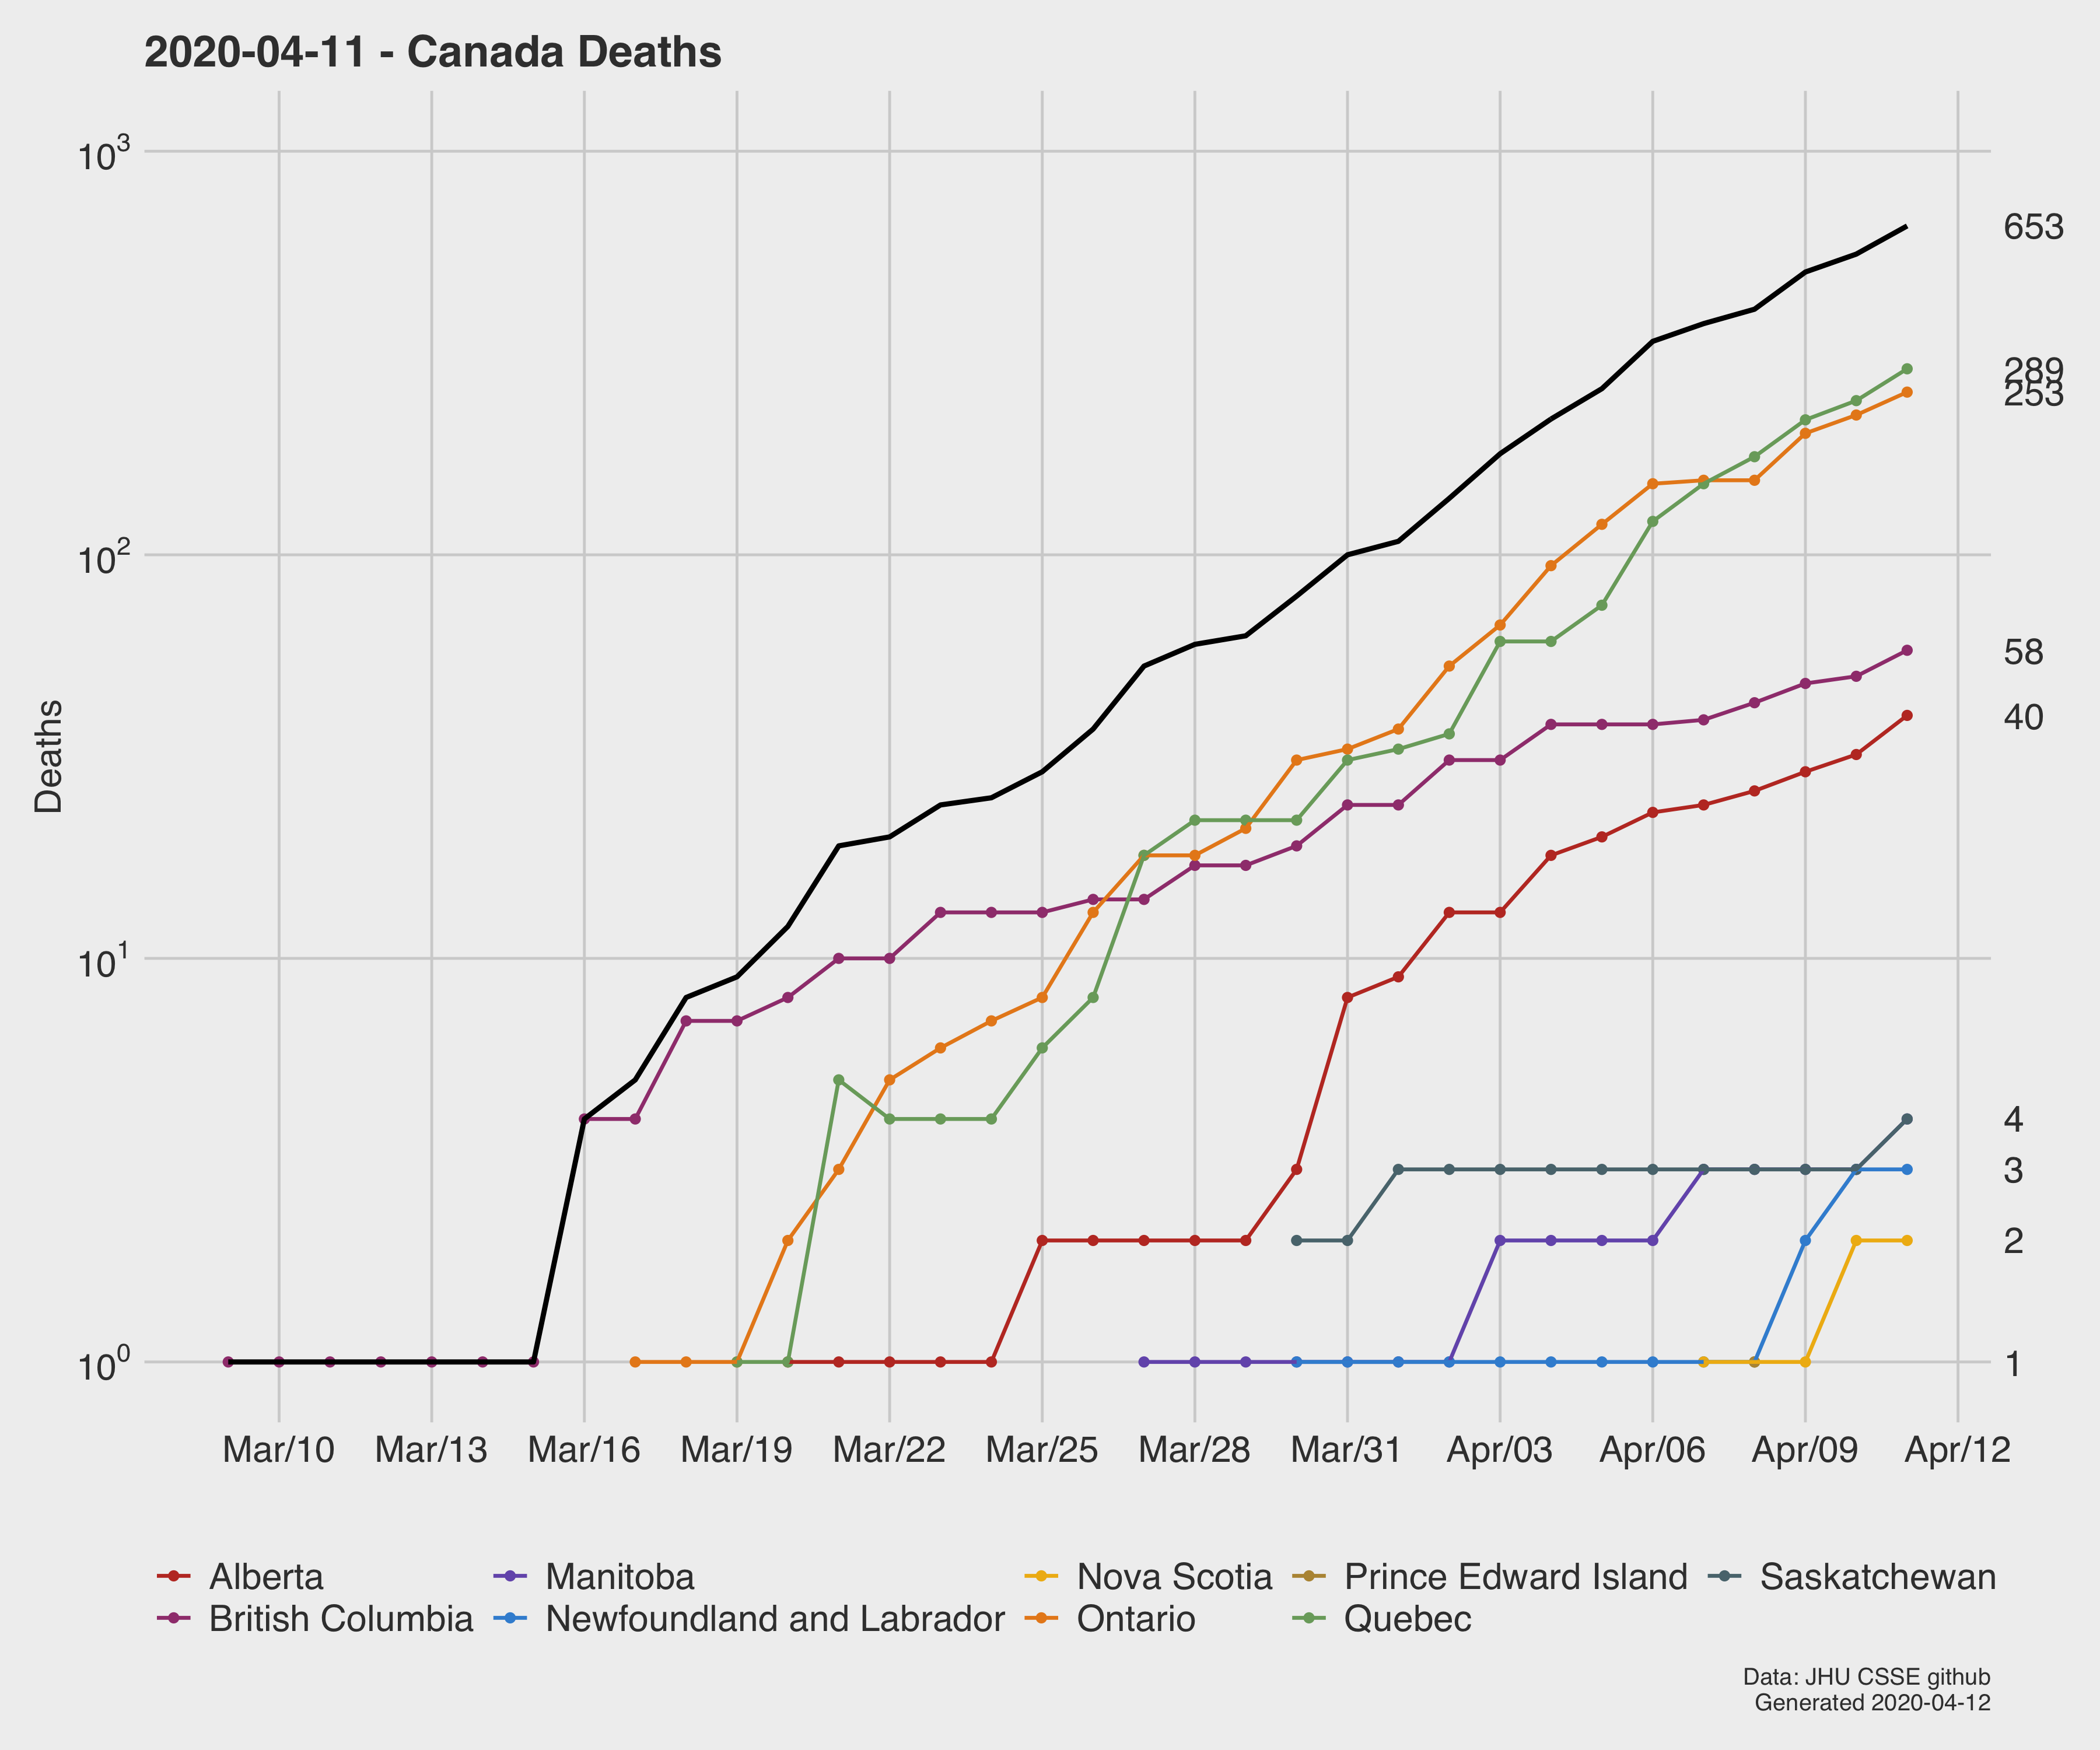 2020-04-11 - Canada Deaths
10³
10²
10¹
10⁰
Deaths
653
289
253
58
40
4
3
2
1
Mar/10 Mar/13 Mar/16 Mar/19 Mar/22 Mar/25 Mar/28 Mar/31 Apr/03 Apr/06 Apr/09 Apr/12
Alberta Manitoba Nova Scotia Prince Edward Island Saskatchewan
British Columbia Newfoundland and Labrador Ontario Quebec
Data: JHU CSSE github
Generated 2020-04-12